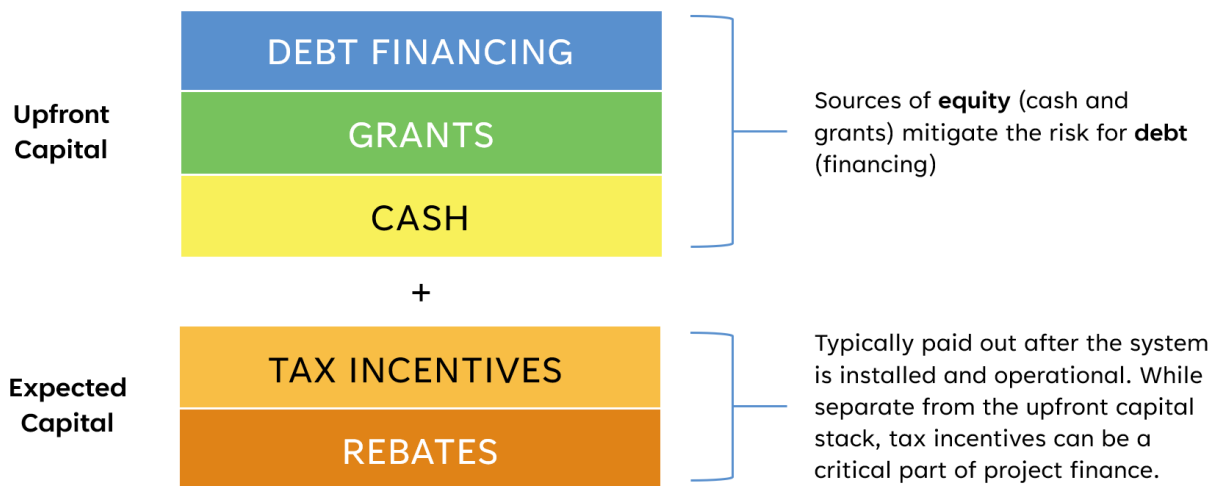 DEBT FINANCING
Upfront
Capital
GRANTS
CASH
Sources of equity (cash and
grants) mitigate the risk for debt
(financing)
+
TAX INCENTIVES
Expected
Capital
REBATES
Typically paid out after the system
is installed and operational. While
separate from the upfront capital
stack, tax incentives can be a
critical part of project finance.